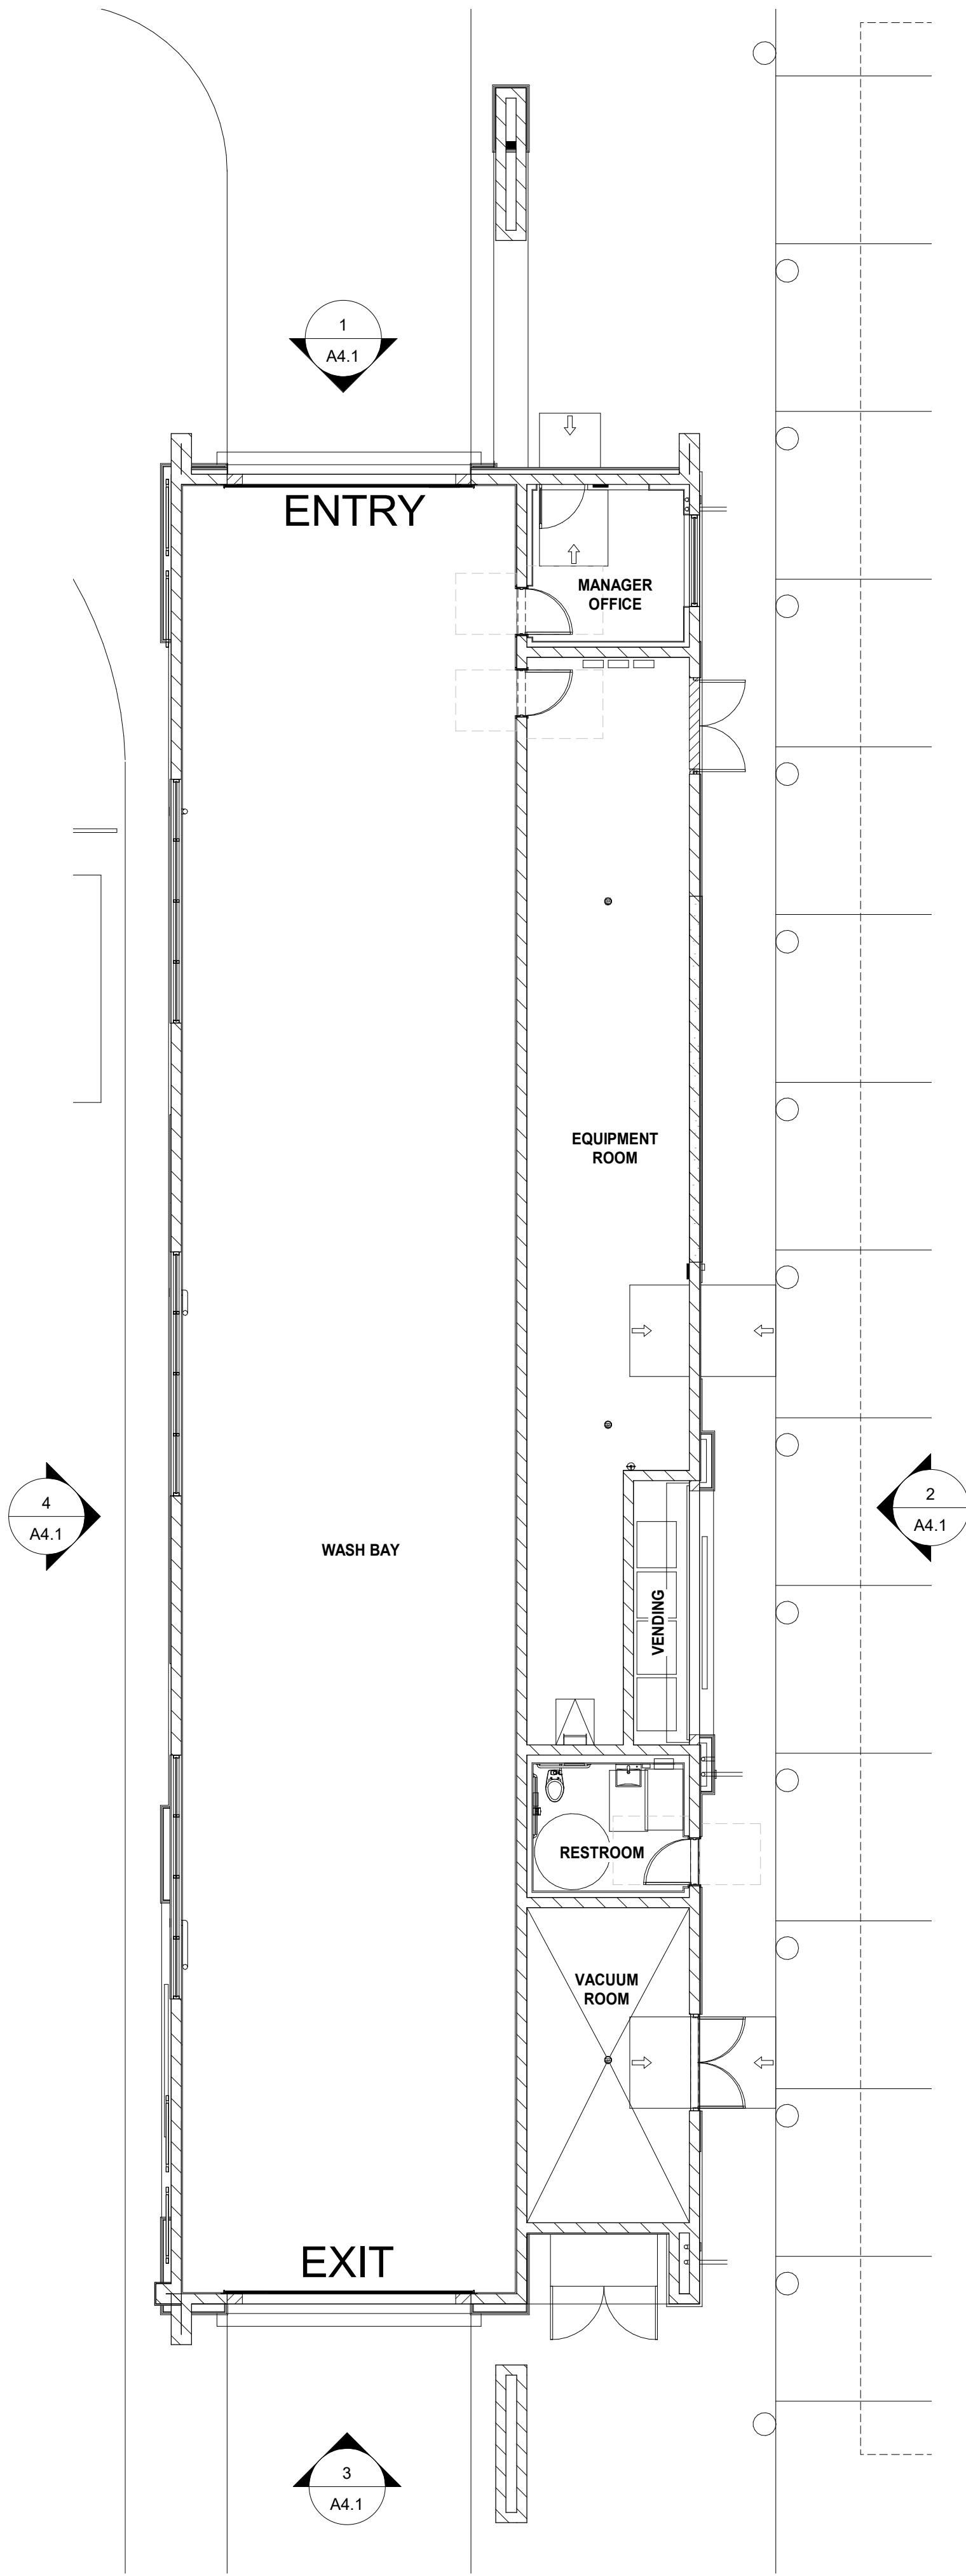 1
A4.1
ENTRY
MANAGER
OFFICE
EQUIPMENT
ROOM
4
A4.1
2
A4.1
WASH BAY
VENDING
RESTROOM
VACUUM
ROOM
EXIT
3
A4.1